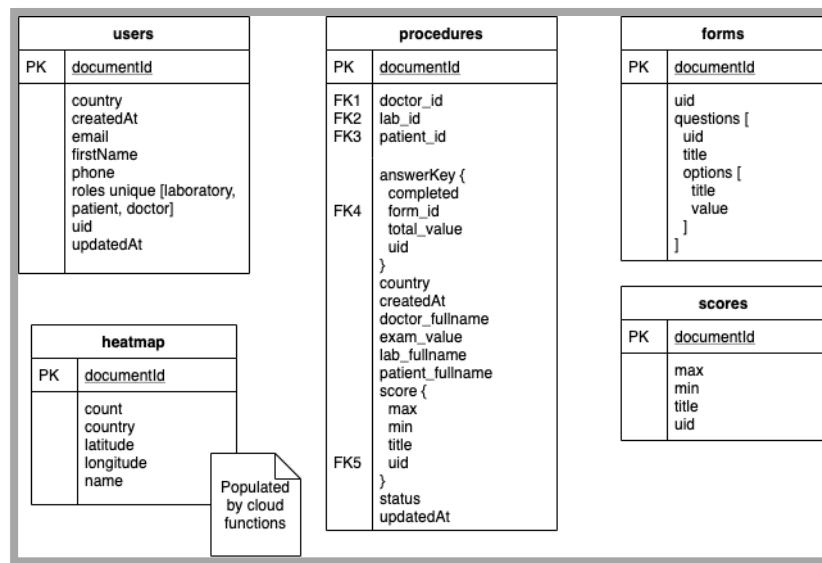 users
PK documentId
country
createdAt
email
firstName
phone
roles unique [laboratory,
patient, doctor]
uid
updatedAt
heatmap
PK documentId
count
country
latitude
longitude
name
Populated
by cloud
functions
procedures
PK documentId
FK1 doctor_id
FK2 lab_id
FK3 patient_id
answerKey {
completed
FK4 form_id
total_value
uid
}
country
createdAt
doctor_fullname
exam_value
lab_fullname
patient_fullname
score {
max
min
title
FK5 uid
}
status
updatedAt
forms
PK documentId
uid
questions [
uid
title
options [
title
value
]
]
scores
PK documentId
max
min
title
uid